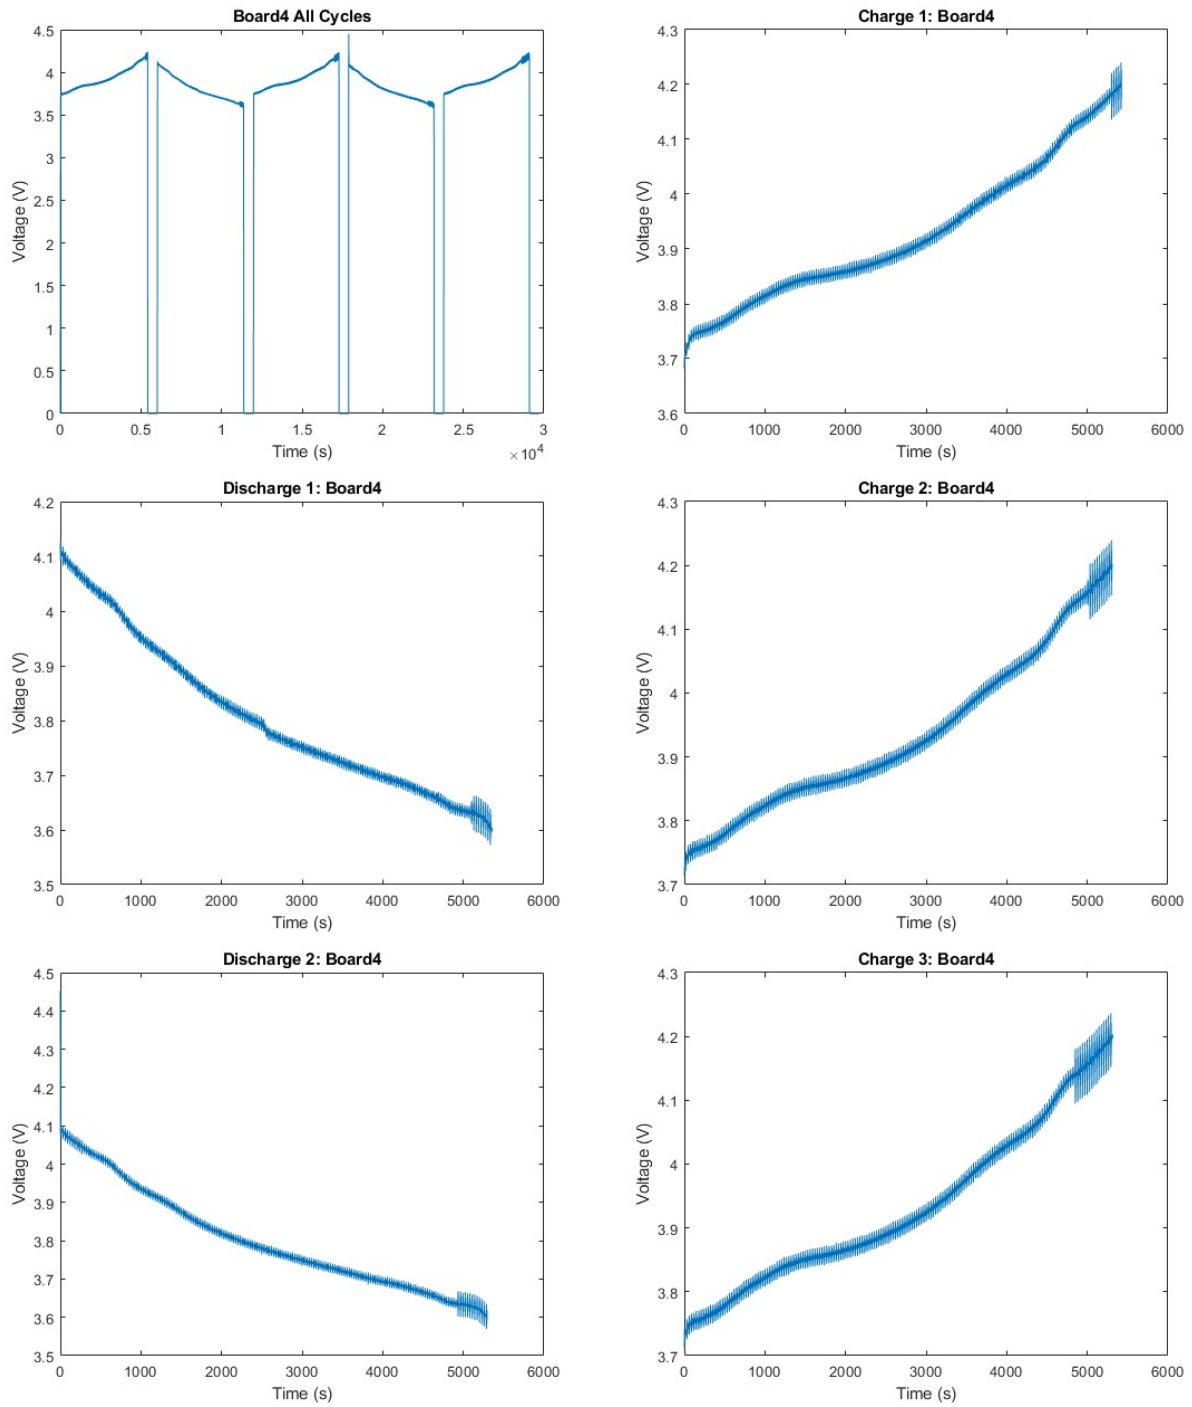 Board4 All Cycles
4.5
4
3.5
3
2.5
2
1.5
1
0.5
0
Voltage (V)
0 0.5 1 1.5 2 2.5 3
Time (s)
×10^4
Charge 1: Board4
4.3
4.2
4.1
4
3.9
3.8
3.7
3.6
Voltage (V)
0 1000 2000 3000 4000 5000 6000
Time (s)
Discharge 1: Board4
4.2
4.1
4
3.9
3.8
3.7
3.6
3.5
Voltage (V)
0 1000 2000 3000 4000 5000 6000
Time (s)
Charge 2: Board4
4.3
4.2
4.1
4
3.9
3.8
3.7
Voltage (V)
0 1000 2000 3000 4000 5000 6000
Time (s)
Discharge 2: Board4
4.5
4.4
4.3
4.2
4.1
4
3.9
3.8
3.7
3.6
3.5
Voltage (V)
0 1000 2000 3000 4000 5000 6000
Time (s)
Charge 3: Board4
4.3
4.2
4.1
4
3.9
3.8
3.7
Voltage (V)
0 1000 2000 3000 4000 5000 6000
Time (s)